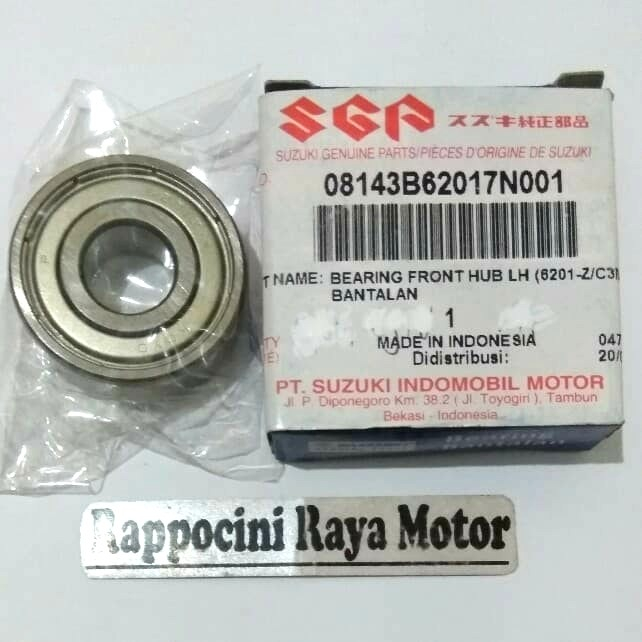 SGP スズキ純正部品
SUZUKI GENUINE PARTS/PIÈCES D'ORIGINE DE SUZUKI
08143B62017N001
T NAME: BEARING FRONT HUB LH (6201-Z/C3
BANTALAN
1
MADE IN INDONESIA 047
Didistribusi: 20/
PT. SUZUKI INDOMOBIL MOTOR
Jl. P. Diponegoro Km. 38.2 ( Jl. Toyogiri ), Tambun
Bekasi - Indonesia
Rappocini Raya Motor